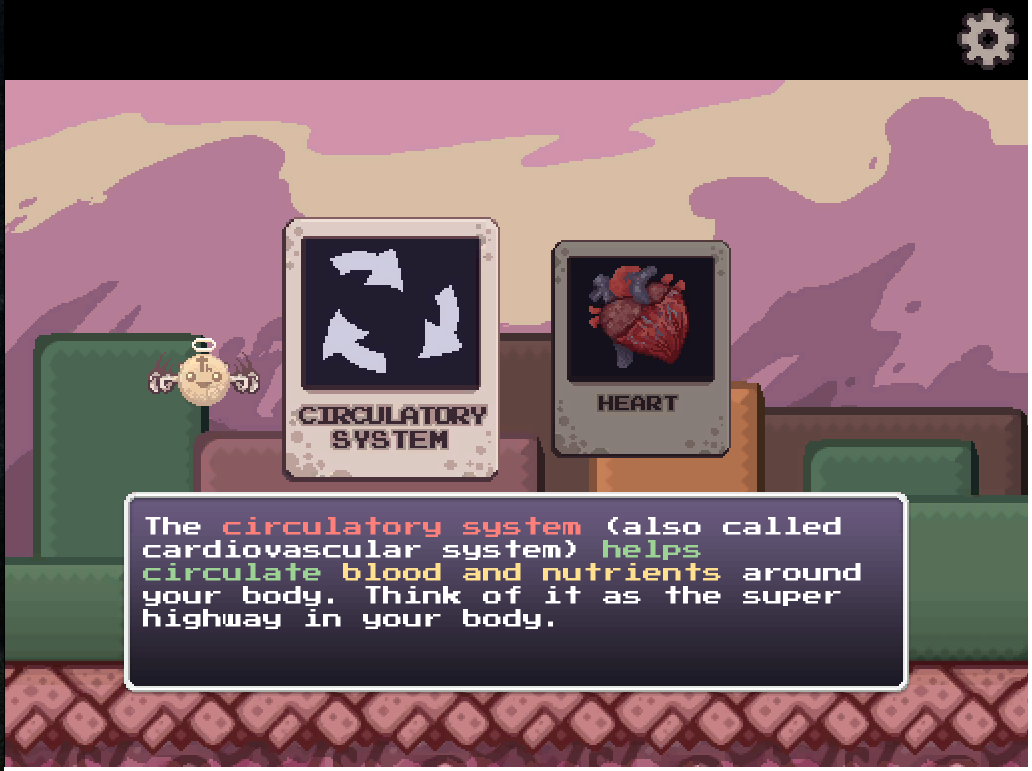 CIRCULATORY
SYSTEM
HEART
The circulatory system (also called
cardiovascular system) helps
circulate blood and nutrients around
your body. Think of it as the super
highway in your body.